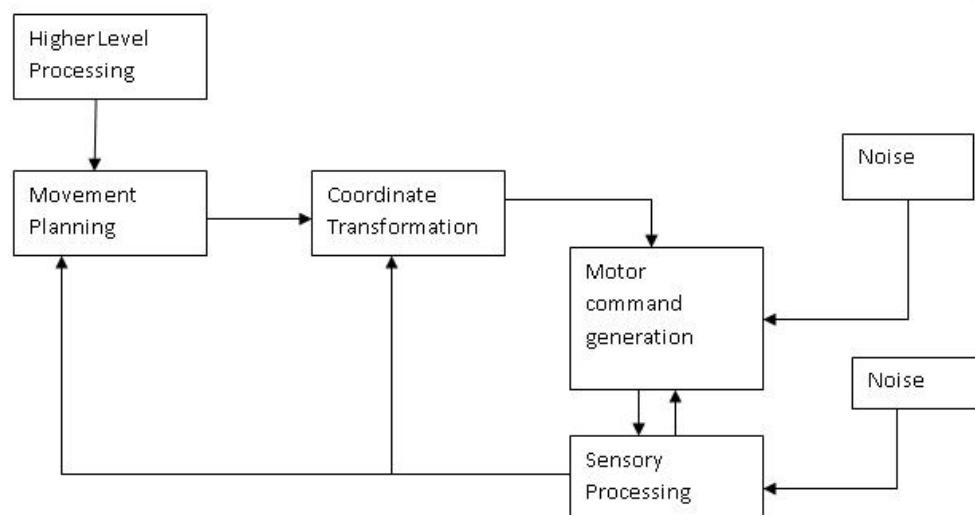 Higher Level
Processing
Movement
Planning
Coordinate
Transformation
Noise
Motor
command
generation
Noise
Sensory
Processing